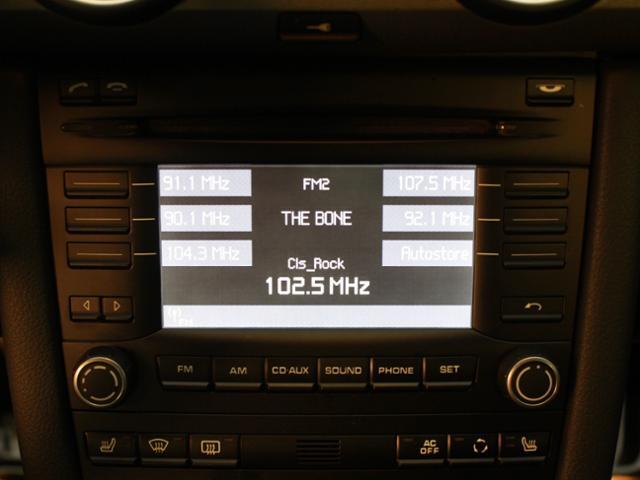 91.1 MHz FM2 107.5 MHz
90.1 MHz THE BONE 92.1 MHz
104.3 MHz Autostore
Cls_Rock
102.5 MHz
FM
FM AM CD AUX SOUND PHONE SET
AC OFF